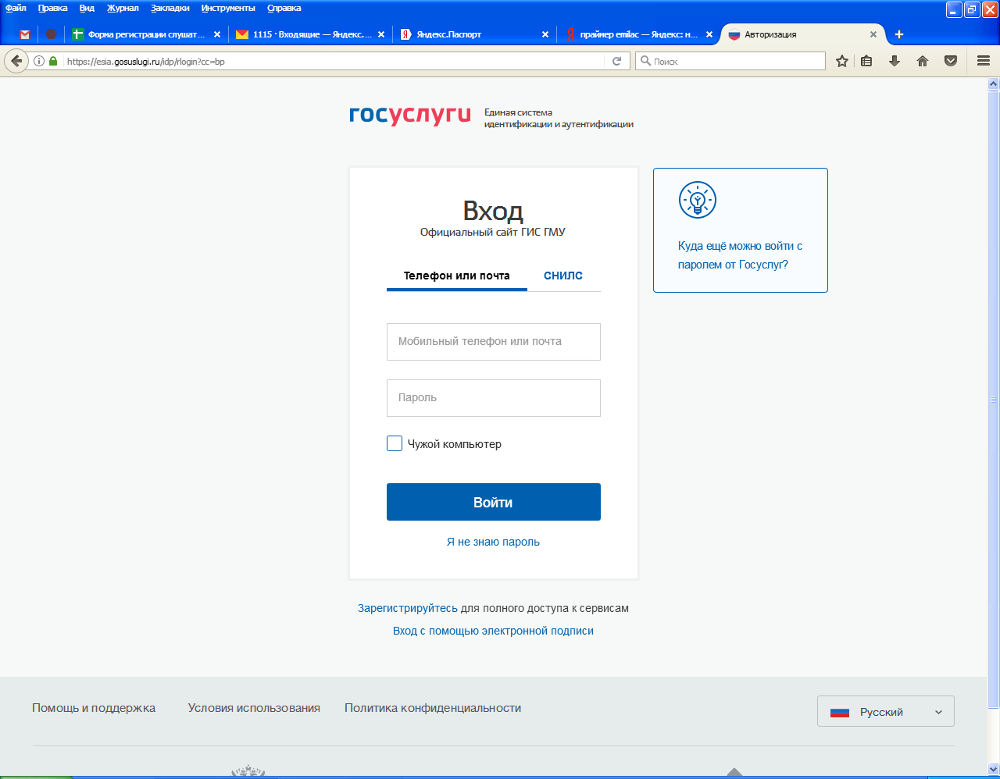 Файл Правка Вид Журнал Закладки Инструменты Справка
Форма регистрации слушат… 1115 · Входящие — Яндекс.… Яндекс.Паспорт праймер emilac — Яндекс: н… Авторизация
https://esia.gosuslugi.ru/idp/rlogin?cc=bp Поиск
госуслуги
Единая система
идентификации и аутентификации
Вход
Официальный сайт ГИС ГМУ
Телефон или почта СНИЛС
Мобильный телефон или почта
Пароль
Чужой компьютер
Войти
Я не знаю пароль
Куда ещё можно войти с
паролем от Госуслуг?
Зарегистрируйтесь для полного доступа к сервисам
Вход с помощью электронной подписи
Помощь и поддержка Условия использования Политика конфиденциальности Русский